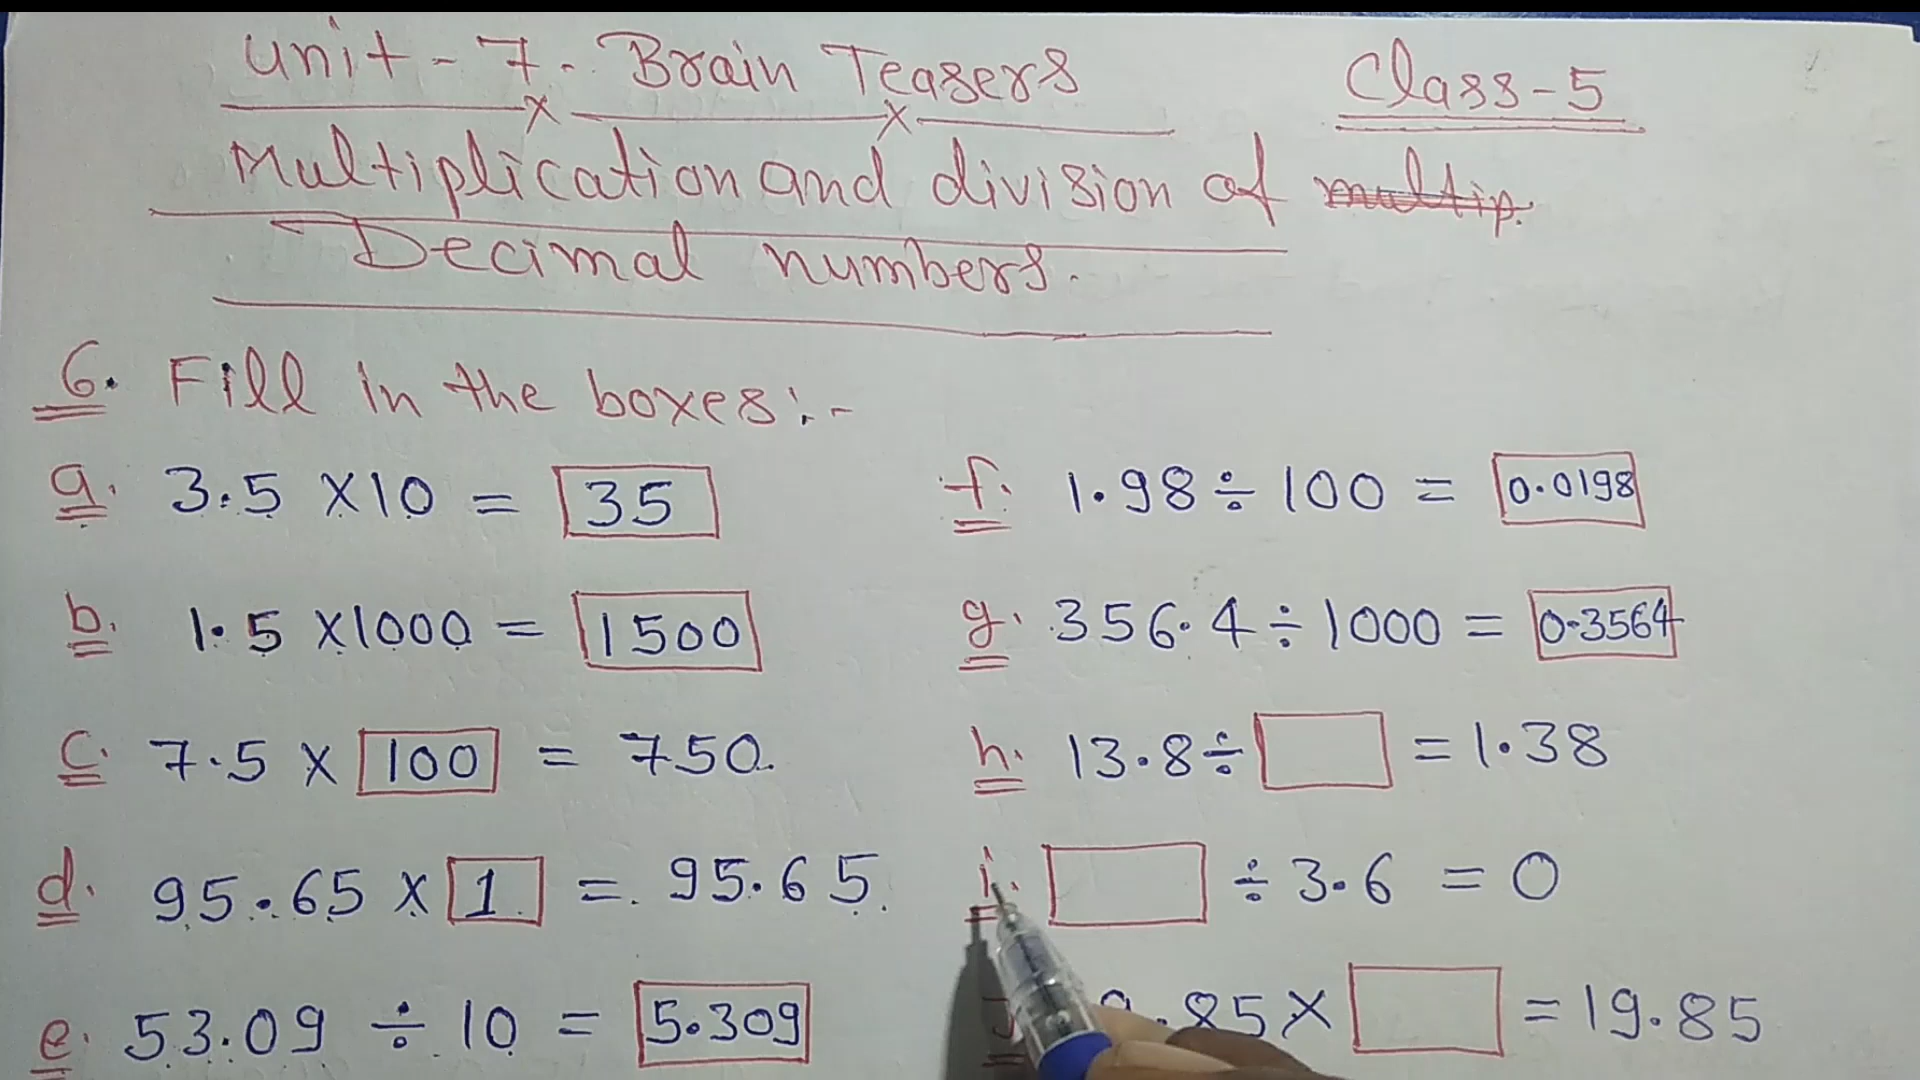 Unit - 7. Brain Teasers
Class-5
Multiplication and division of multip.
Decimal numbers.
6. Fill in the boxes:-
a. 3.5 × 10 = 35
b. 1.5 × 1000 = 1500
c. 7.5 × 100 = 750.
d. 95.65 × 1 = 95.65
e. 53.09 ÷ 10 = 5.309
f. 1.98 ÷ 100 = 0.0198
g. 356.4 ÷ 1000 = 0.3564
h. 13.8 ÷ = 1.38
i. ÷ 3.6 = 0
.85 × = 19.85